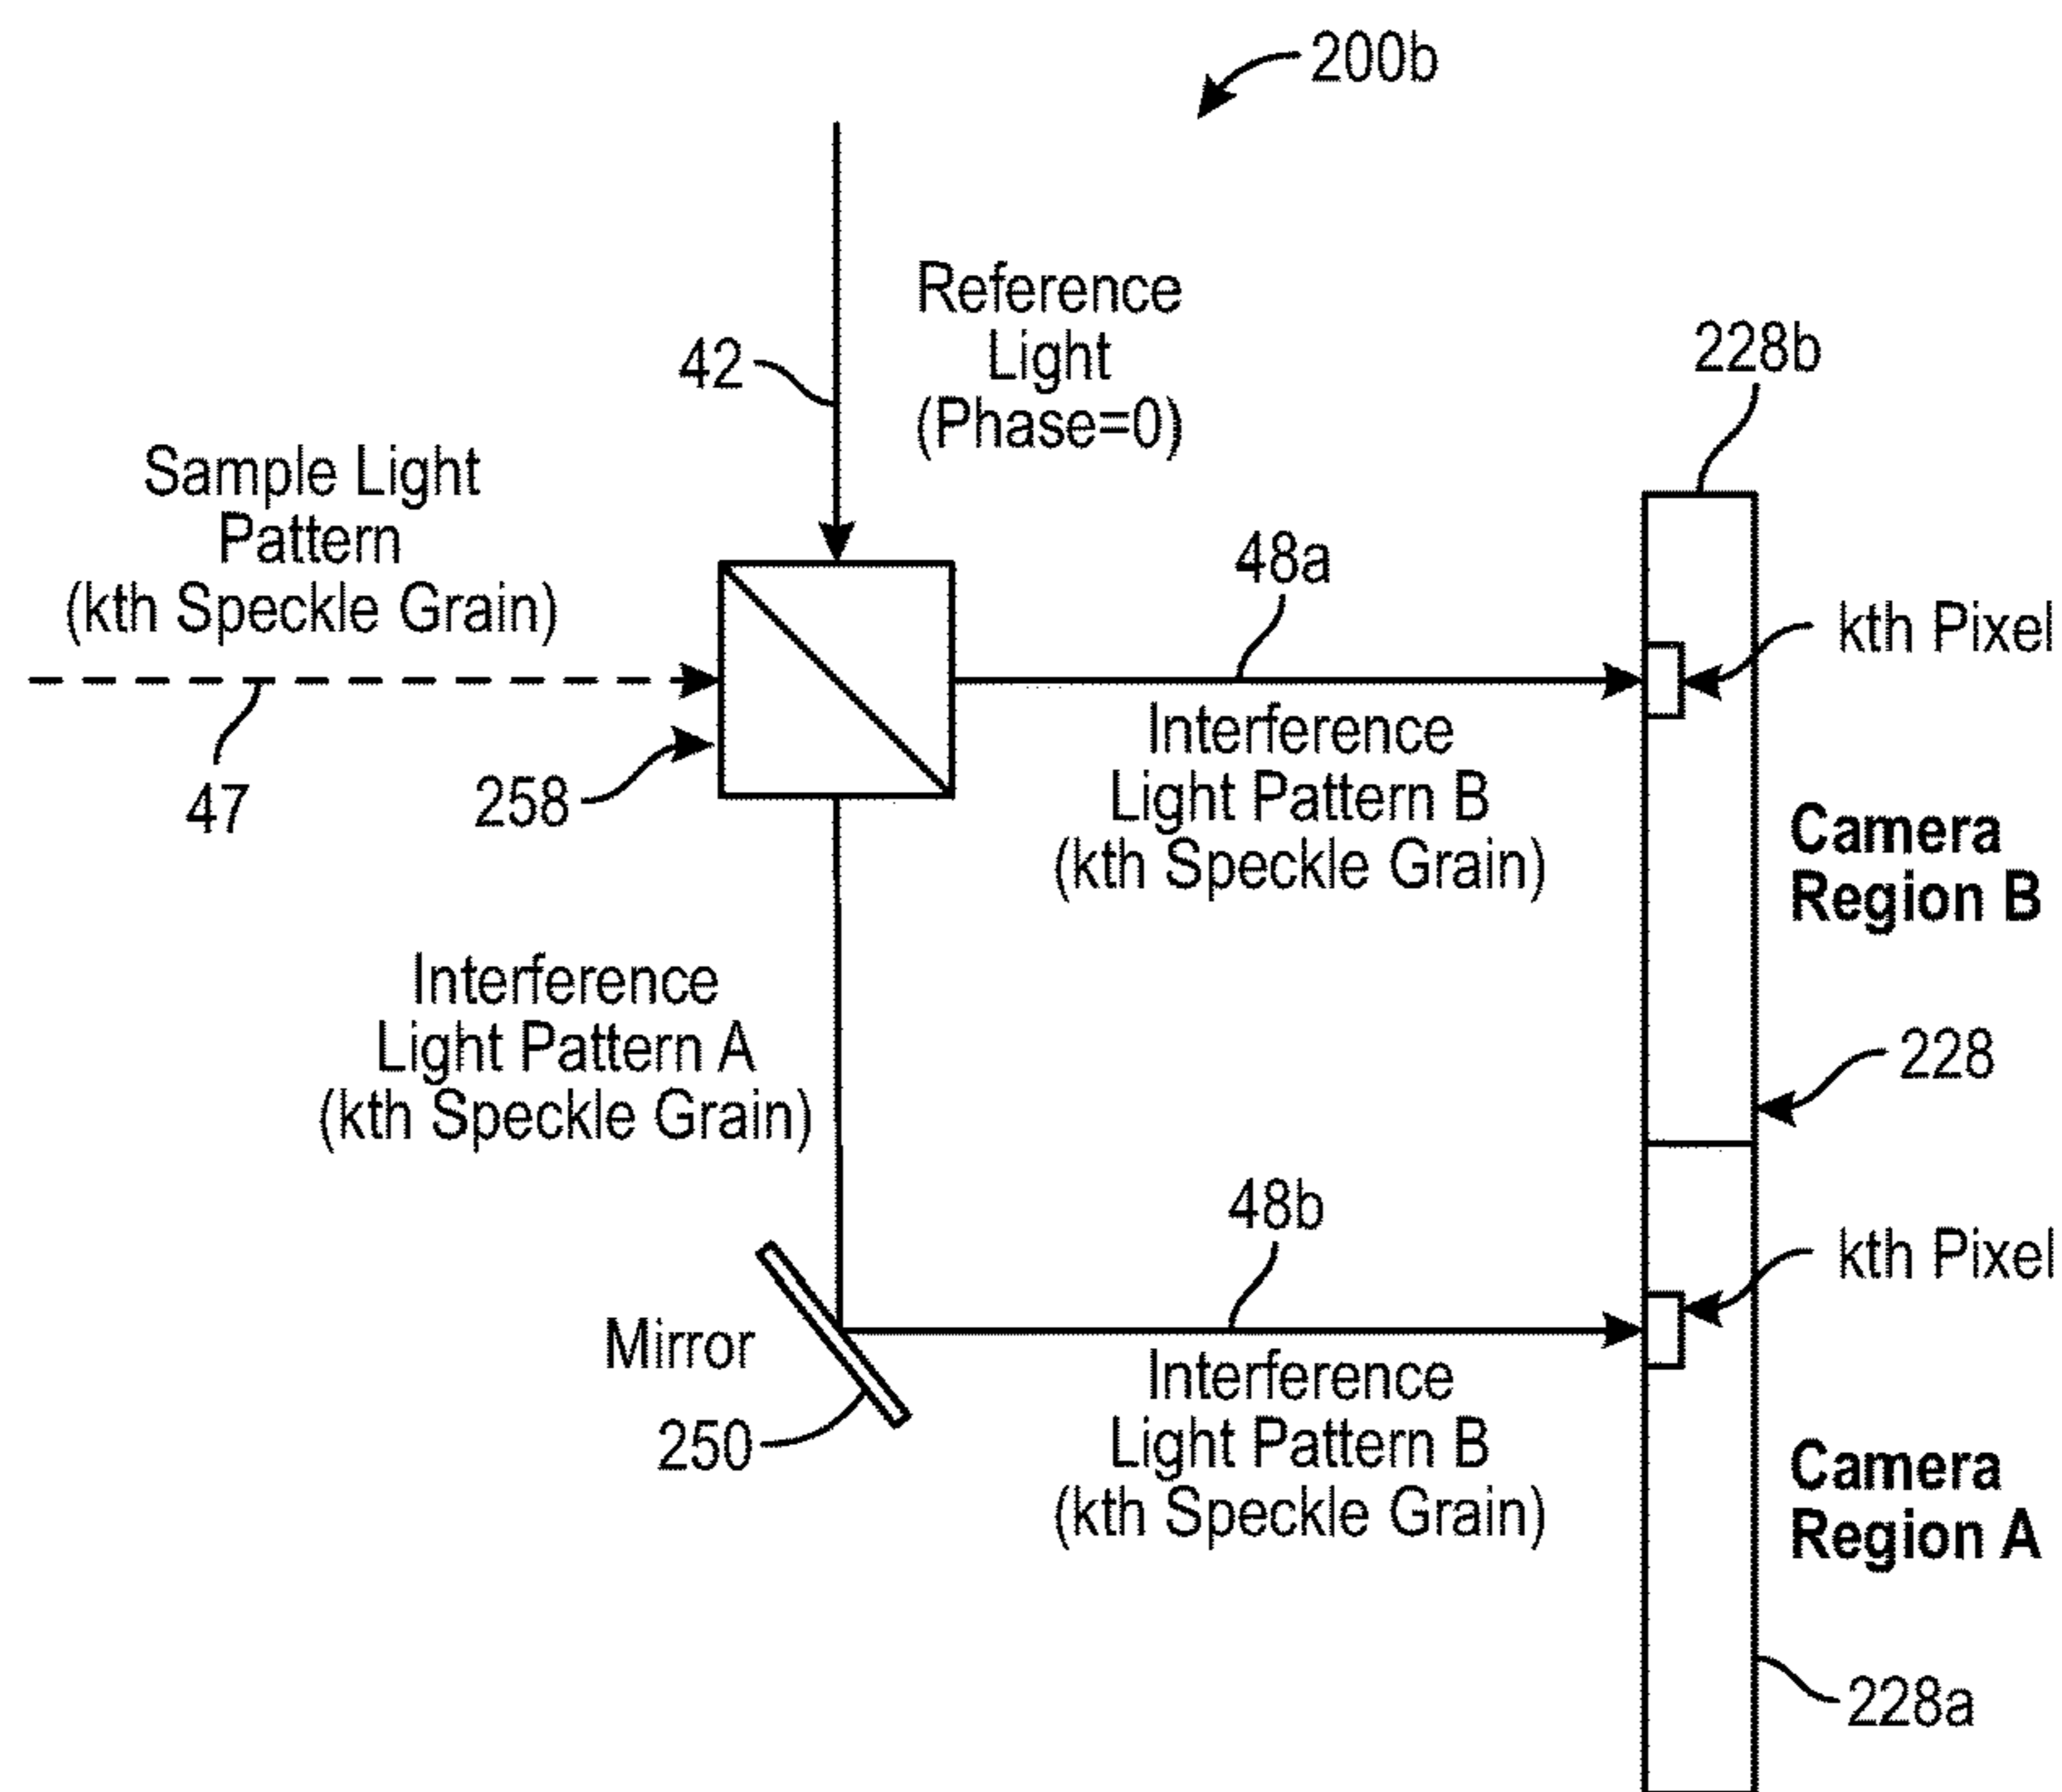 200b
Reference
Light
(Phase=0)
42
228b
Sample Light
Pattern
(kth Speckle Grain)
48a
kth Pixel
47
258
Interference
Light Pattern B
(kth Speckle Grain)
Camera
Region B
Interference
Light Pattern A
(kth Speckle Grain)
228
48b
kth Pixel
Mirror
250
Interference
Light Pattern B
(kth Speckle Grain)
Camera
Region A
228a